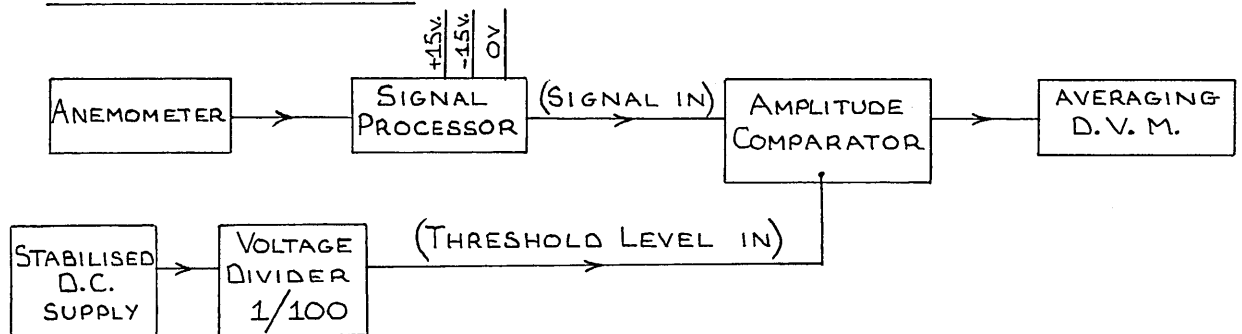 +15v.
-15v.
0v
ANEMOMETER
SIGNAL
PROCESSOR
(SIGNAL IN)
AMPLITUDE
COMPARATOR
AVERAGING
D.V.M.
STABILISED
D.C.
SUPPLY
VOLTAGE
DIVIDER
1/100
(THRESHOLD LEVEL IN)